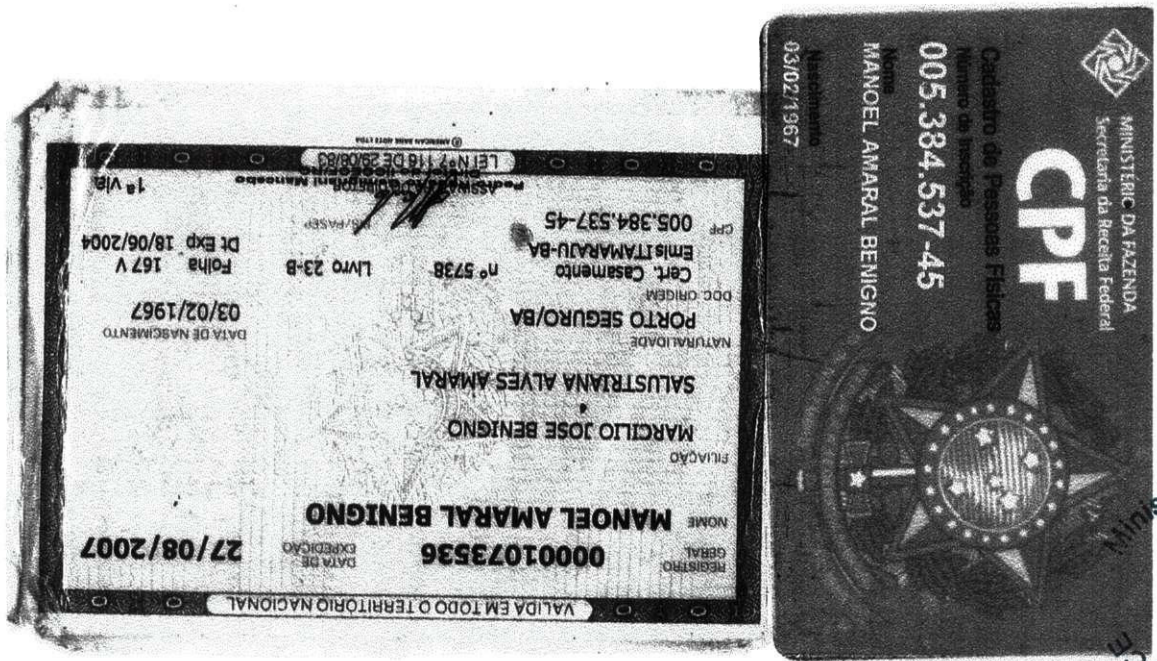 VALIDA EM TODO O TERRITÓRIO NACIONAL
REGISTRO GERAL 00001073536 DATA DE EXPEDIÇÃO 27/08/2007
NOME MANOEL AMARAL BENIGNO
FILIAÇÃO
MARCILIO JOSE BENIGNO
SALUSTRIANA ALVES AMARAL
NATURALIDADE DATA DE NASCIMENTO
PORTO SEGURO/BA 03/02/1967
DOC ORIGEM
Cert. Casamento nº 5738 Livro 23-B Folha 167 V
Emis ITAMARAJU-BA Dt Exp 18/06/2004
CPF 005.384.537-45 PIS/PASEP
1ª via
LEI Nº 7.116 DE 29/08/83
MINISTÉRIO DA FAZENDA
Secretaria da Receita Federal
CPF
Cadastro de Pessoas Físicas
Número de Inscrição
005.384.537-45
Nome
MANOEL AMARAL BENIGNO
Nascimento
03/02/1967
Minis